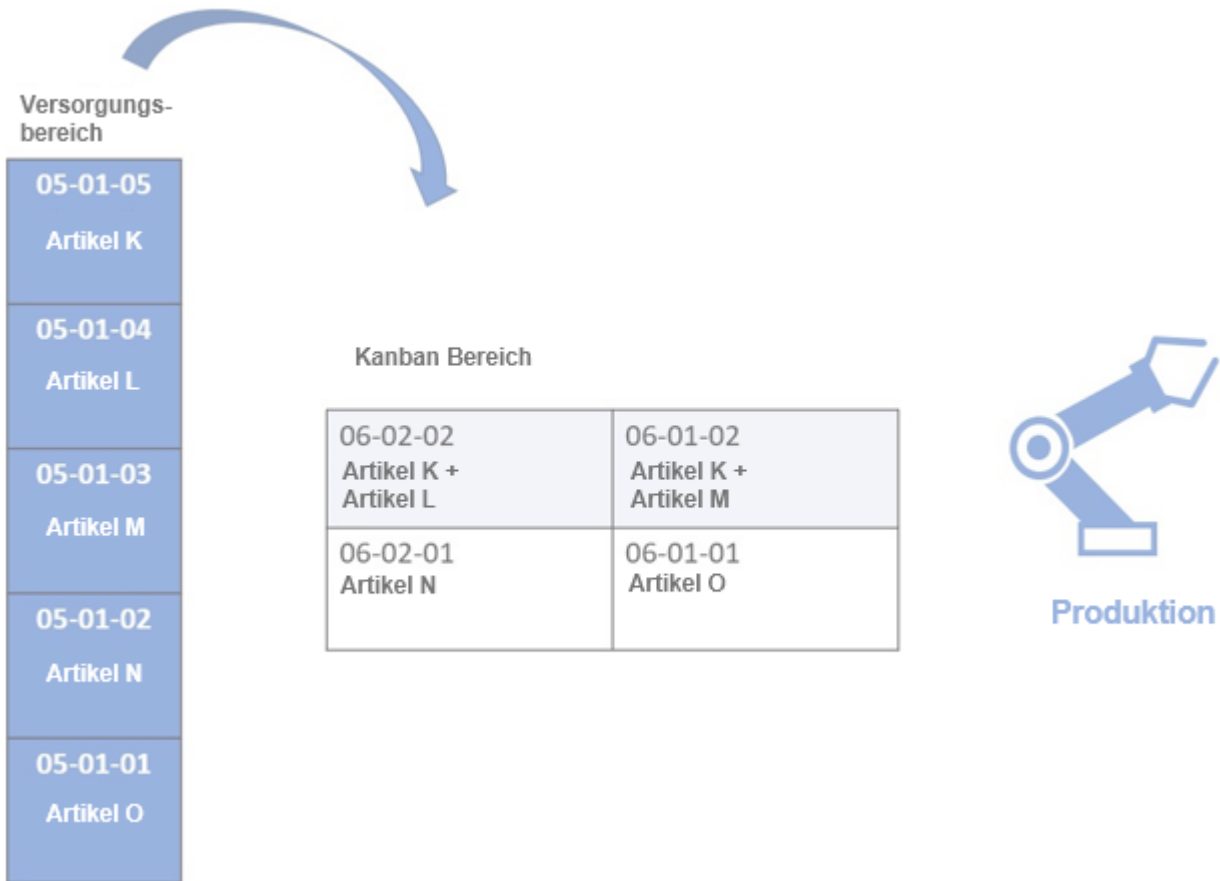 Versorgungs-
bereich
05-01-05
Artikel K
05-01-04
Artikel L
05-01-03
Artikel M
05-01-02
Artikel N
05-01-01
Artikel O
Kanban Bereich
06-02-02
Artikel K +
Artikel L
06-01-02
Artikel K +
Artikel M
06-02-01
Artikel N
06-01-01
Artikel O
Produktion